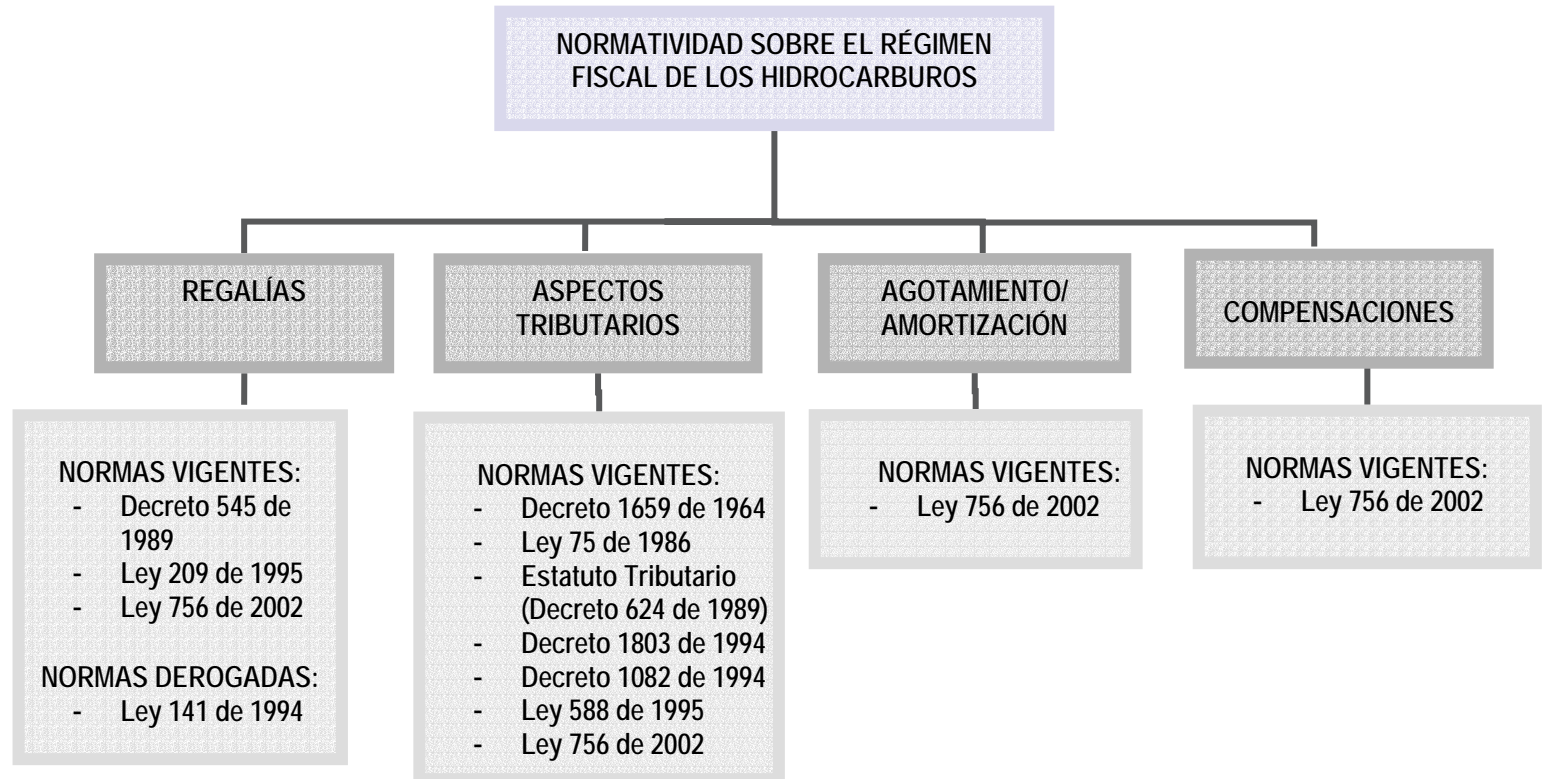 NORMATIVIDAD SOBRE EL RÉGIMEN
FISCAL DE LOS HIDROCARBUROS
REGALÍAS
ASPECTOS
TRIBUTARIOS
AGOTAMIENTO/
AMORTIZACIÓN
COMPENSACIONES
NORMAS VIGENTES:
- Decreto 545 de
1989
- Ley 209 de 1995
- Ley 756 de 2002
NORMAS DEROGADAS:
- Ley 141 de 1994
NORMAS VIGENTES:
- Decreto 1659 de 1964
- Ley 75 de 1986
- Estatuto Tributario
(Decreto 624 de 1989)
- Decreto 1803 de 1994
- Decreto 1082 de 1994
- Ley 588 de 1995
- Ley 756 de 2002
NORMAS VIGENTES:
- Ley 756 de 2002
NORMAS VIGENTES:
- Ley 756 de 2002